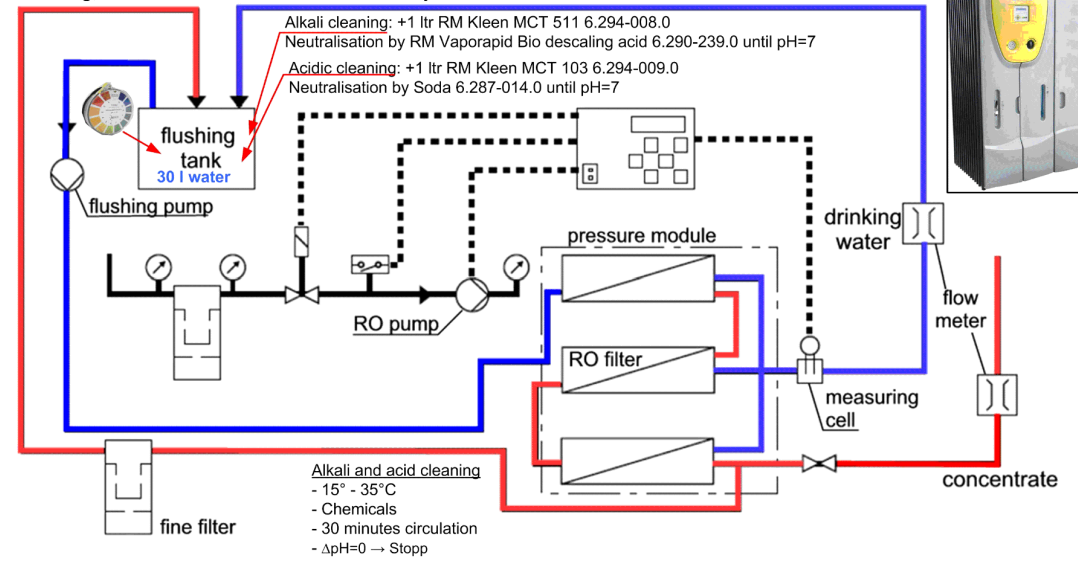 Alkali cleaning: +1 ltr RM Kleen MCT 511 6.294-008.0
Neutralisation by RM Vaporapid Bio descaling acid 6.290-239.0 until pH=7
Acidic cleaning: +1 ltr RM Kleen MCT 103 6.294-009.0
Neutralisation by Soda 6.287-014.0 until pH=7
flushing
tank
30 l water
flushing pump
drinking
water
pressure module
flow
meter
RO pump
RO filter
measuring
cell
Alkali and acid cleaning
- 15° - 35°C
- Chemicals
- 30 minutes circulation
- ΔpH=0 → Stopp
concentrate
fine filter